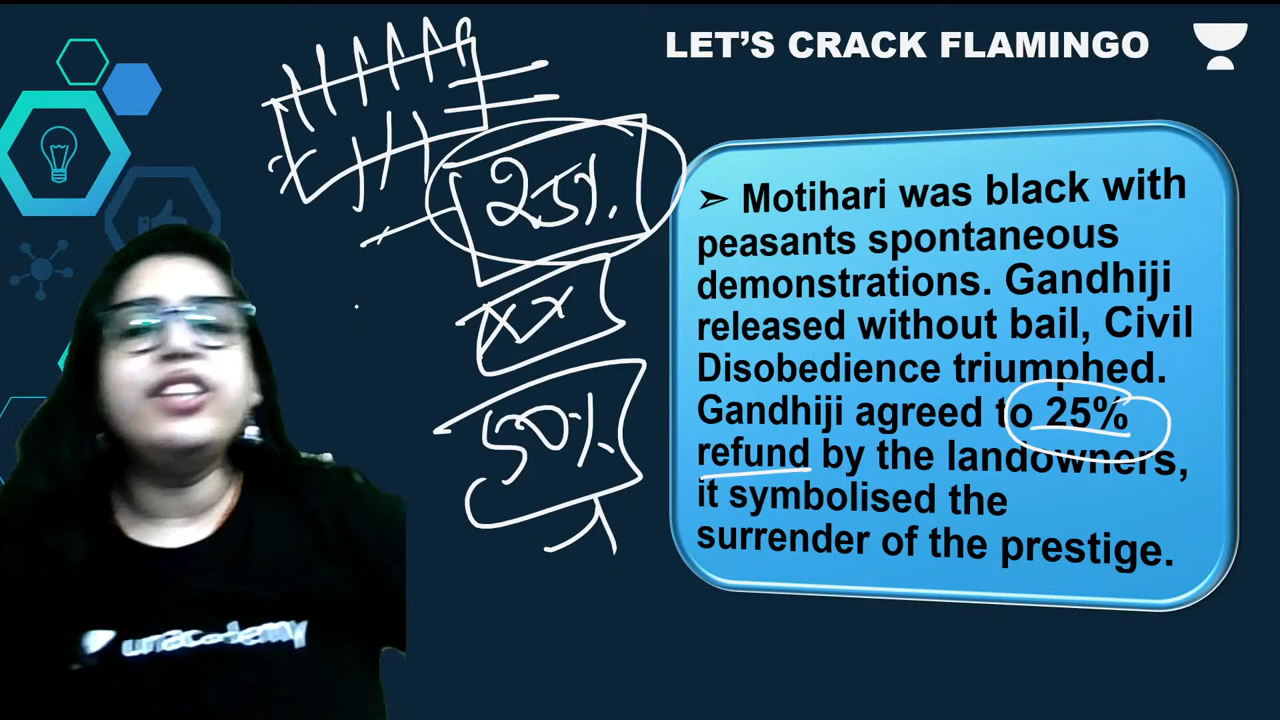 LET'S CRACK FLAMINGO
25%.
50%
➢ Motihari was black with
peasants spontaneous
demonstrations. Gandhiji
released without bail, Civil
Disobedience triumphed.
Gandhiji agreed to 25%
refund by the landowners,
it symbolised the
surrender of the prestige.
unacademy